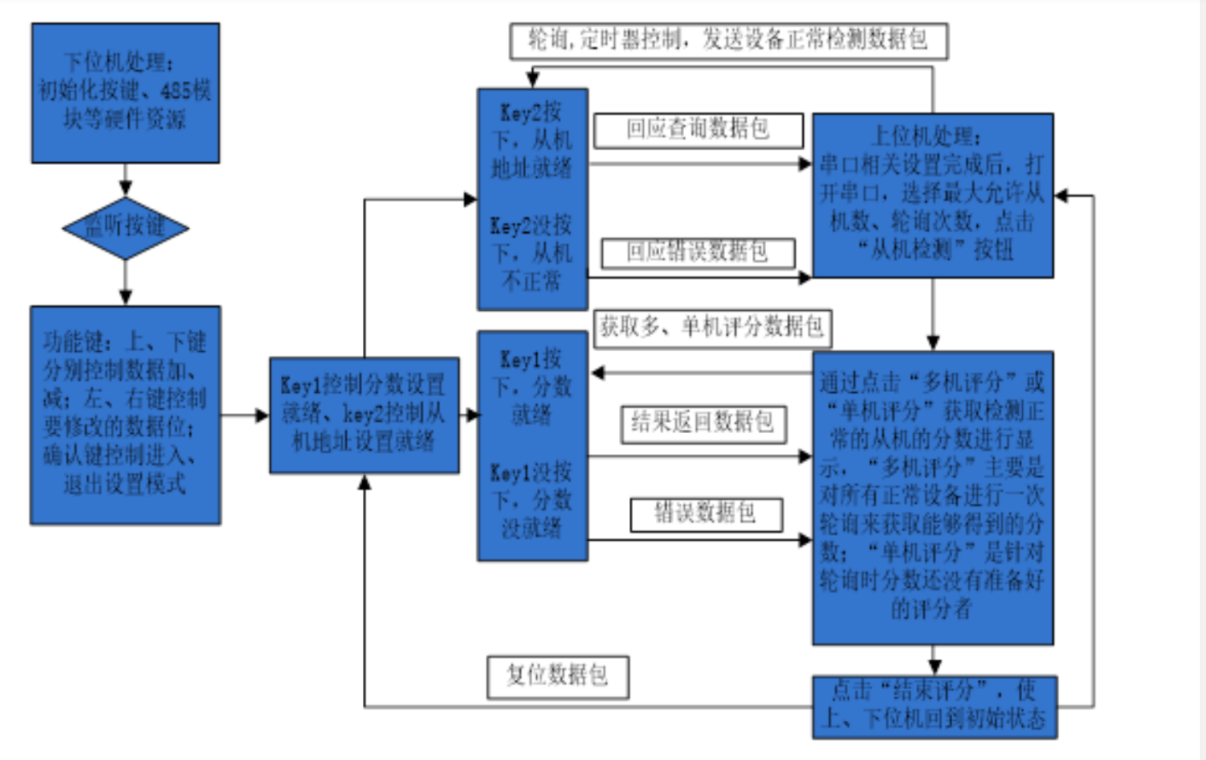 下位机处理：
初始化按键、485模
块等硬件资源
监听按键
功能键：上、下键
分别控制数据加、
减；左、右键控制
要修改的数据位；
确认键控制进入、
退出设置模式
Key1控制分数设置
就绪、key2控制从
机地址设置就绪
轮询,定时器控制，发送设备正常检测数据包
Key2按
下，从机
地址就绪
Key2没按
下，从机
不正常
回应查询数据包
回应错误数据包
上位机处理：
串口相关设置完成后，打
开串口，选择最大允许从
机数、轮询次数，点击
“从机检测”按钮
获取多、单机评分数据包
Key1按
下，分数
就绪
Key1没按
下，分数
没就绪
结果返回数据包
错误数据包
通过点击“多机评分”或
“单机评分”获取检测正
常的从机的分数进行显
示，“多机评分”主要是
对所有正常设备进行一次
轮询来获取能够得到的分
数；“单机评分”是针对
轮询时分数还没有准备好
的评分者
复位数据包
点击“结束评分”，使
上、下位机回到初始状态